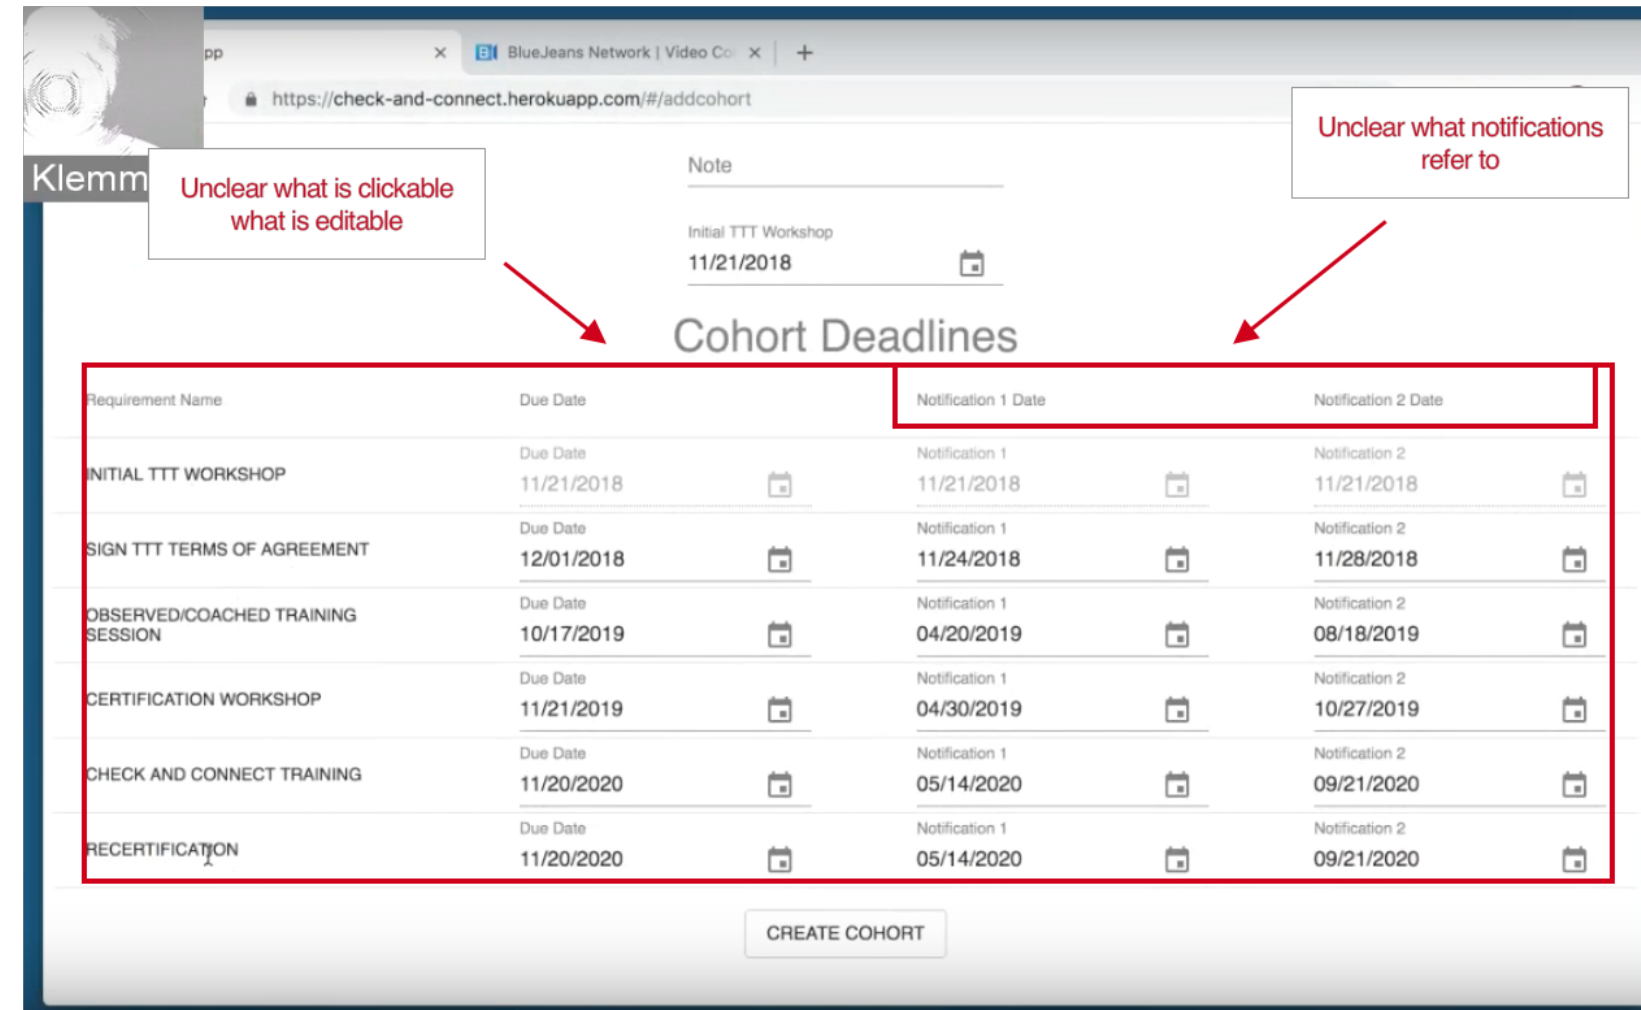 pp
BlueJeans Network | Video Co
https://check-and-connect.herokuapp.com/#/addcohort
Klemm
Unclear what is clickable
what is editable
Unclear what notifications
refer to
Note
Initial TTT Workshop
11/21/2018
Cohort Deadlines
Requirement Name Due Date Notification 1 Date Notification 2 Date
Due Date Notification 1 Notification 2
INITIAL TTT WORKSHOP 11/21/2018 11/21/2018 11/21/2018
Due Date Notification 1 Notification 2
SIGN TTT TERMS OF AGREEMENT 12/01/2018 11/24/2018 11/28/2018
Due Date Notification 1 Notification 2
OBSERVED/COACHED TRAINING
SESSION 10/17/2019 04/20/2019 08/18/2019
Due Date Notification 1 Notification 2
CERTIFICATION WORKSHOP 11/21/2019 04/30/2019 10/27/2019
Due Date Notification 1 Notification 2
CHECK AND CONNECT TRAINING 11/20/2020 05/14/2020 09/21/2020
Due Date Notification 1 Notification 2
RECERTIFICATION 11/20/2020 05/14/2020 09/21/2020
CREATE COHORT